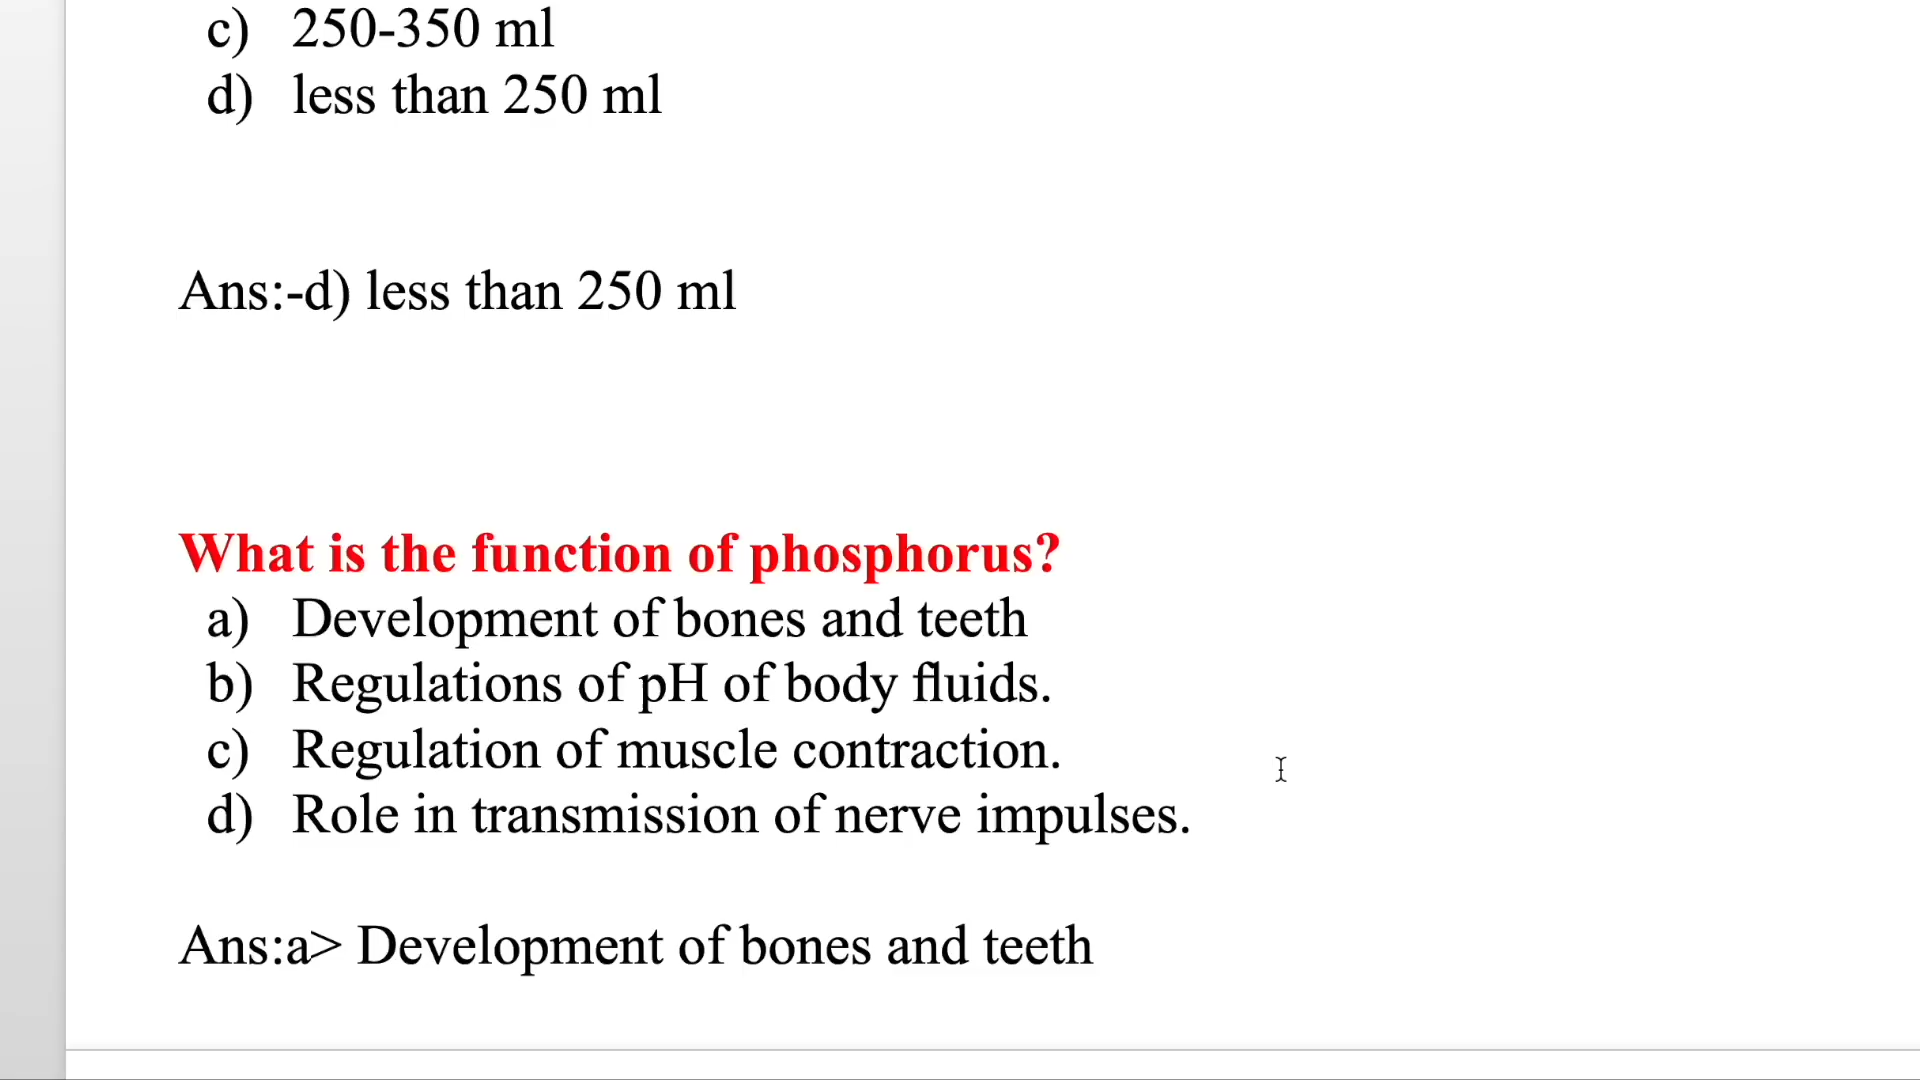 c) 250-350 ml
d) less than 250 ml
Ans:-d) less than 250 ml
What is the function of phosphorus?
a) Development of bones and teeth
b) Regulations of pH of body fluids.
c) Regulation of muscle contraction.
d) Role in transmission of nerve impulses.
Ans:a> Development of bones and teeth